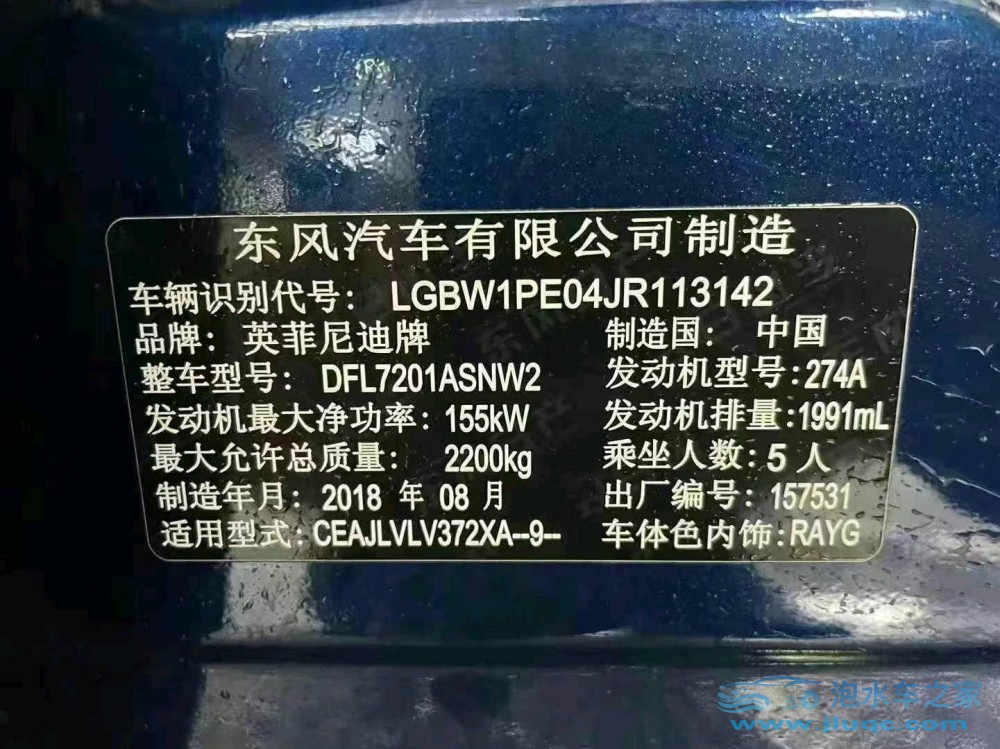 东风汽车有限公司制造
车辆识别代号: LGBW1PE04JR113142
品牌: 英菲尼迪牌 制造国: 中国
整车型号: DFL7201ASNW2 发动机型号:274A
发动机最大净功率: 155kW 发动机排量:1991mL
最大允许总质量: 2200kg 乘坐人数:5人
制造年月: 2018 年 08 月 出厂编号: 157531
适用型式: CEAJLVLV372XA--9-- 车体色内饰:RAYG
泡水车之家